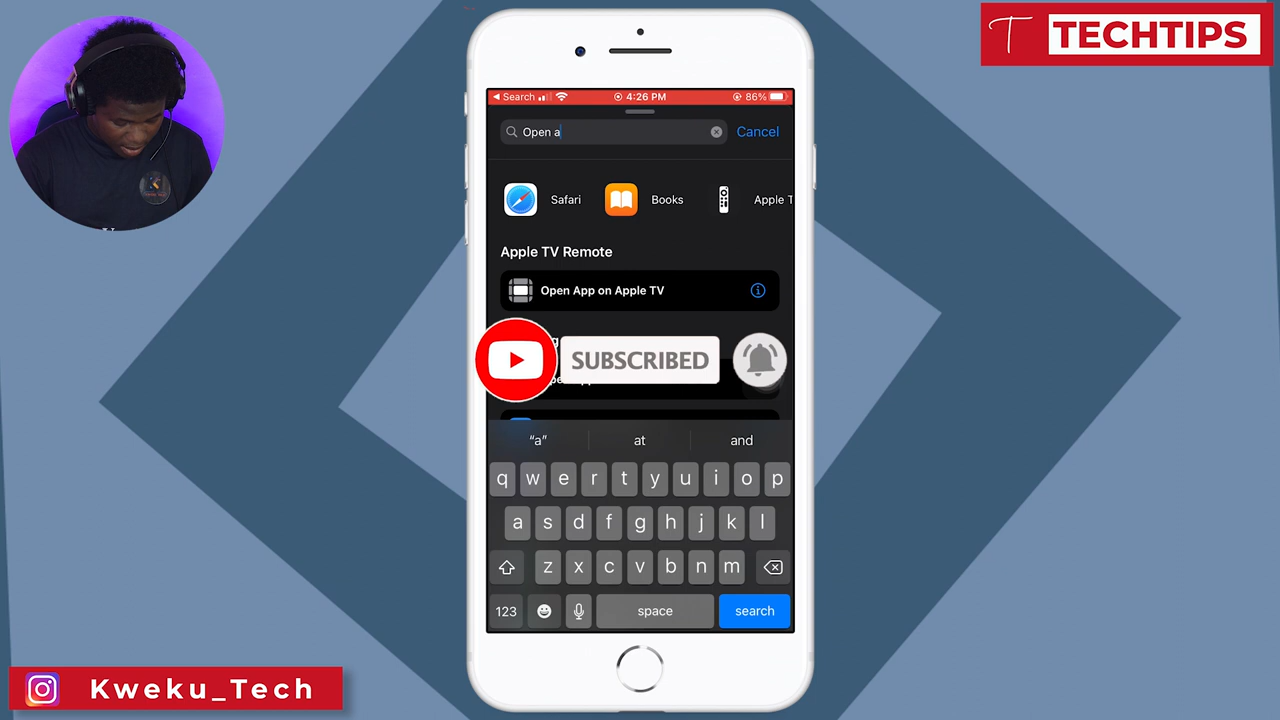 TECHTIPS
Search
4:26 PM
86%
Open a
Cancel
Safari
Books
Apple T
Apple TV Remote
Open App on Apple TV
SUBSCRIBED
"a"
at
and
q w e r t y u i o p
a s d f g h j k l
z x c v b n m
123
space
search
Kweku_Tech